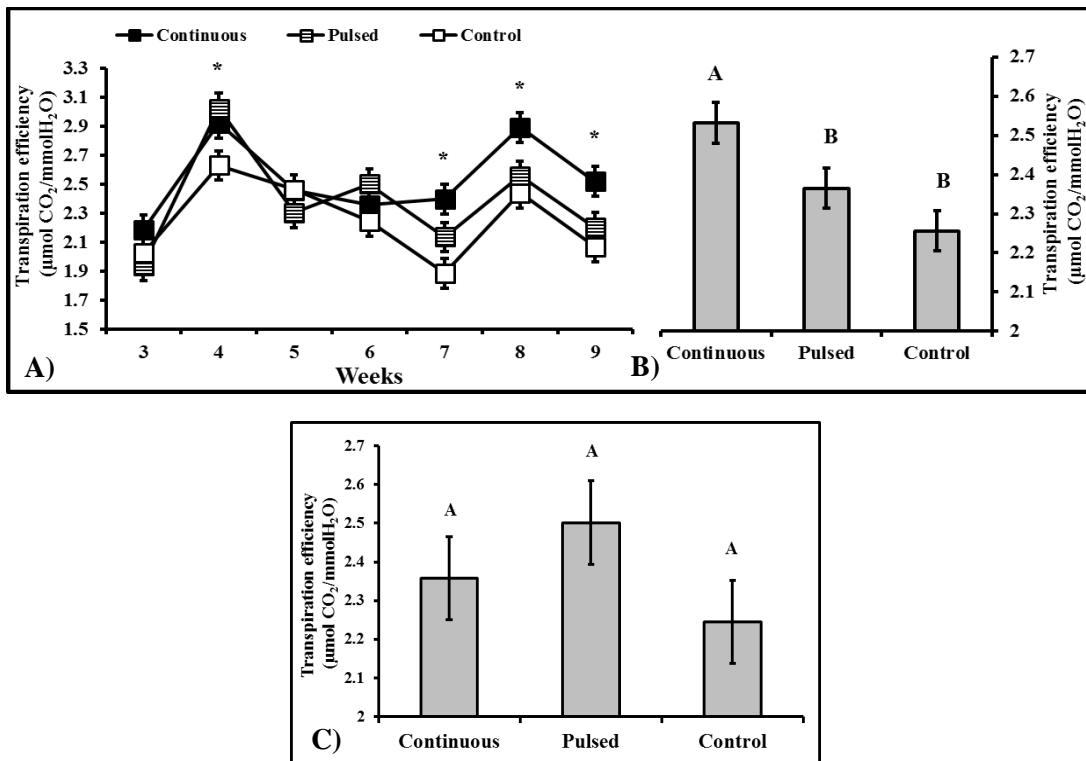 Continuous Pulsed Control
Transpiration efficiency
(µmol CO₂/mmolH₂O)
3.3
3.1
2.9
2.7
2.5
2.3
2.1
1.9
1.7
1.5
*
*
*
*
3 4 5 6 7 8 9
Weeks
A)
A
B
B
2.7
2.6
2.5
2.4
2.3
2.2
2.1
2
Transpiration efficiency
(µmol CO₂/mmolH₂O)
Continuous Pulsed Control
B)
Transpiration efficiency
(µmol CO₂/mmolH₂O)
2.7
2.6
2.5
2.4
2.3
2.2
2.1
2
A
A
A
Continuous Pulsed Control
C)